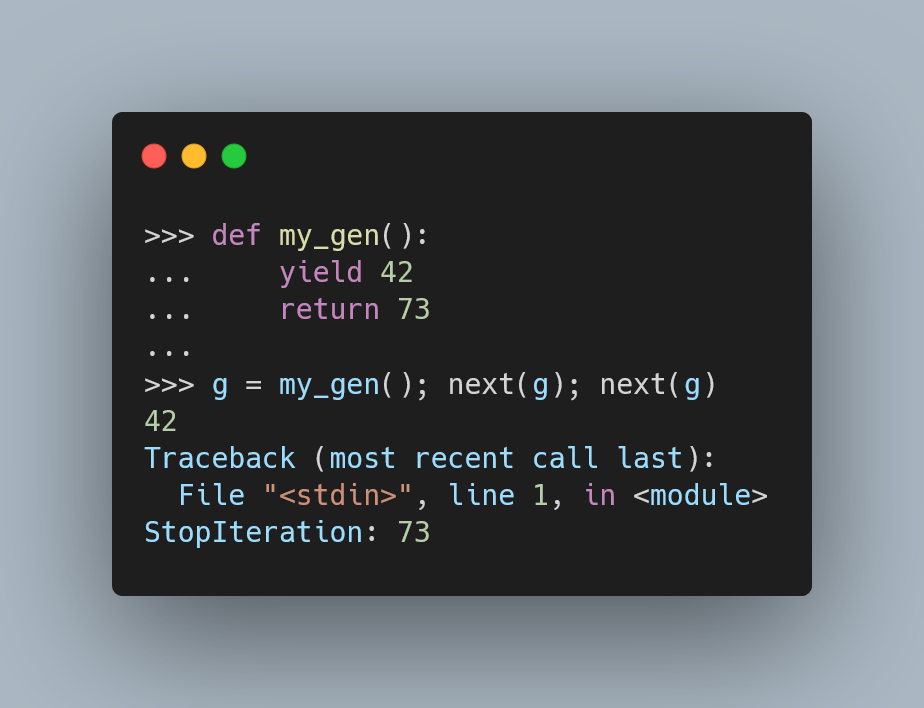 >>> def my_gen():
...     yield 42
...     return 73
...
>>> g = my_gen(); next(g); next(g)
42
Traceback (most recent call last):
  File "<stdin>", line 1, in <module>
StopIteration: 73